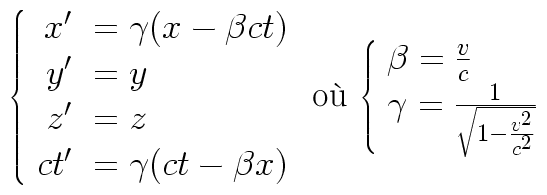 x′ = γ(x − βct)
y′ = y
z′ = z
ct′ = γ(ct − βx)
où
β = v/c
γ = 1/√(1−v²/c²)